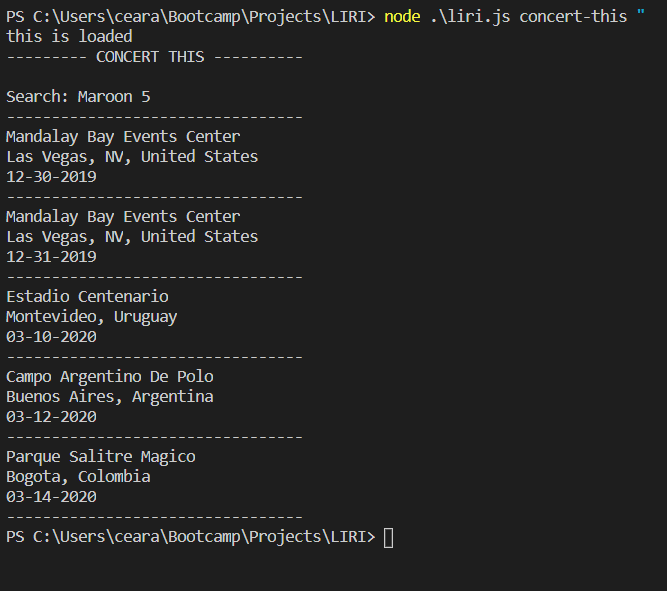 PS C:\Users\ceara\Bootcamp\Projects\LIRI> node .\liri.js concert-this "
this is loaded
--------- CONCERT THIS ----------
Search: Maroon 5
---------------------------------
Mandalay Bay Events Center
Las Vegas, NV, United States
12-30-2019
---------------------------------
Mandalay Bay Events Center
Las Vegas, NV, United States
12-31-2019
---------------------------------
Estadio Centenario
Montevideo, Uruguay
03-10-2020
---------------------------------
Campo Argentino De Polo
Buenos Aires, Argentina
03-12-2020
---------------------------------
Parque Salitre Magico
Bogota, Colombia
03-14-2020
---------------------------------
PS C:\Users\ceara\Bootcamp\Projects\LIRI>